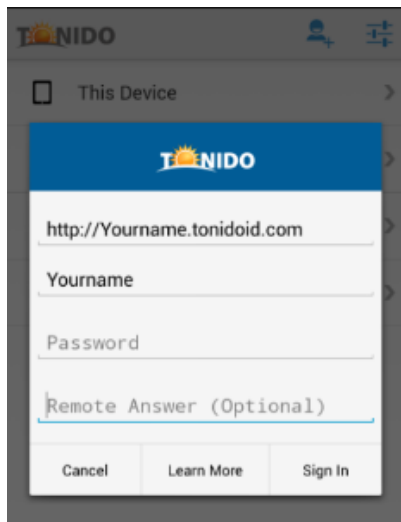 TONIDO
This Device
TONIDO
http://Yourname.tonidoid.com
Yourname
Password
Remote Answer (Optional)
Cancel Learn More Sign In